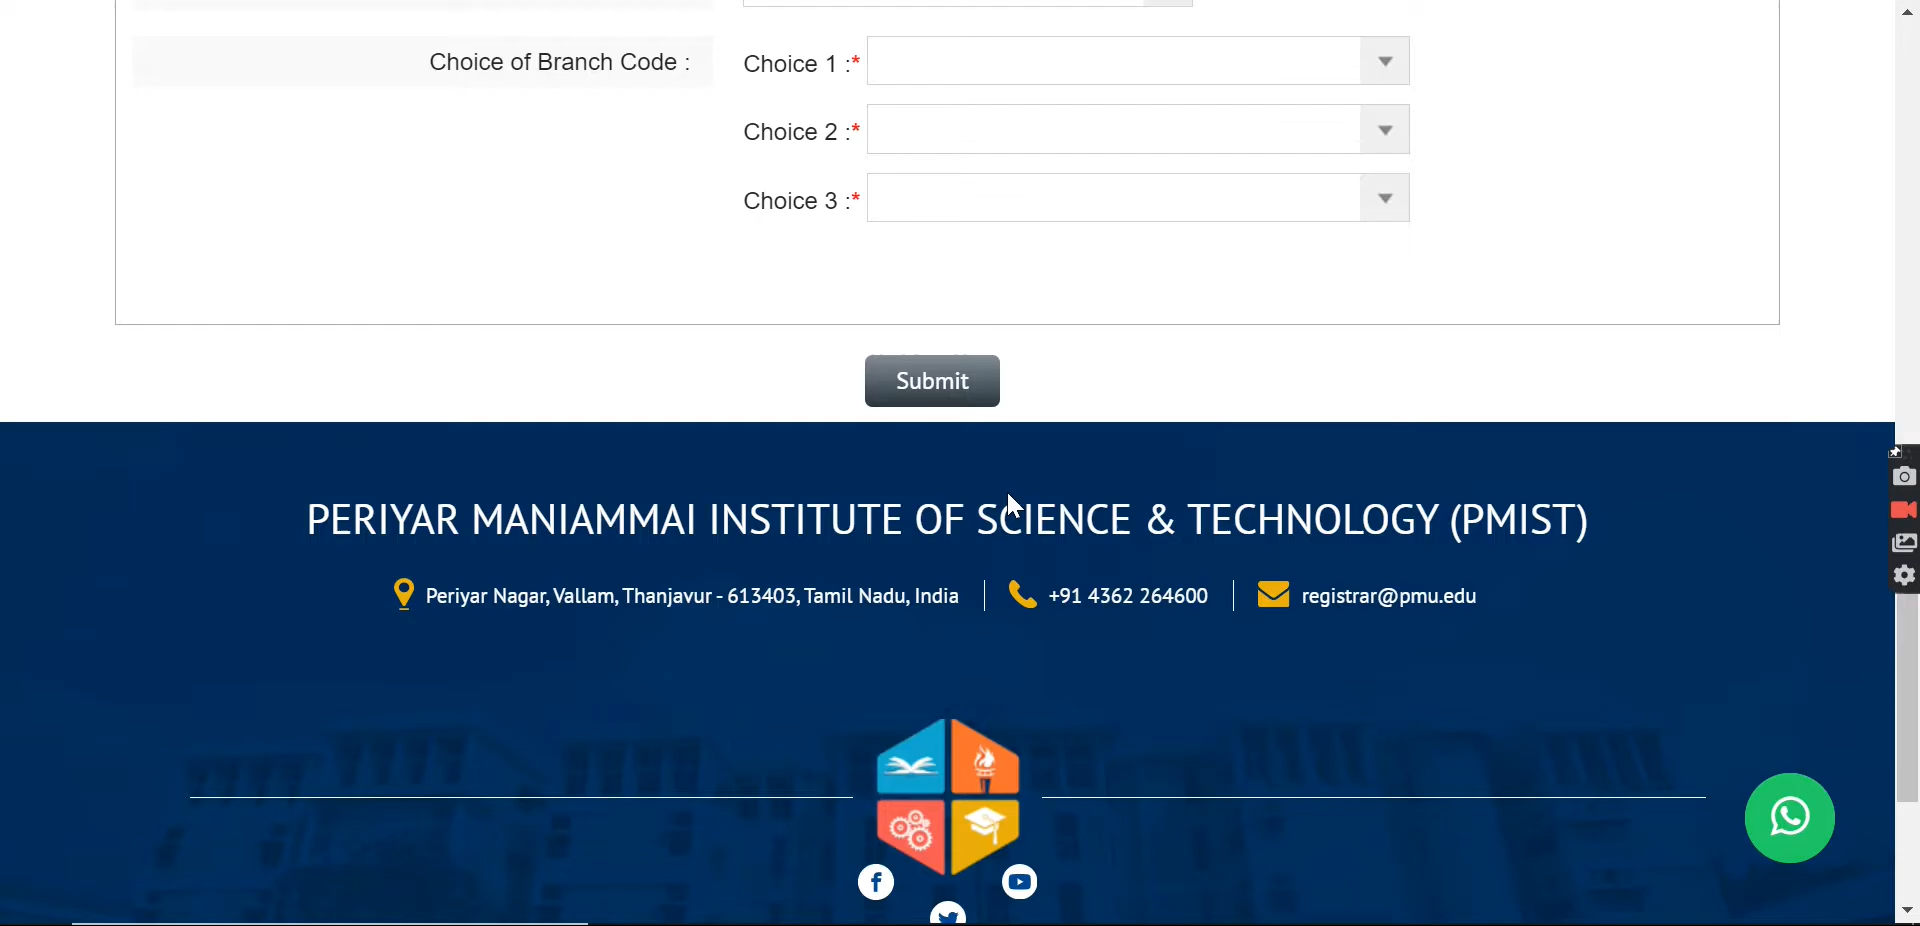 Choice of Branch Code :
Choice 1 :*
Choice 2 :*
Choice 3 :*
Submit
PERIYAR MANIAMMAI INSTITUTE OF SCIENCE & TECHNOLOGY (PMIST)
Periyar Nagar, Vallam, Thanjavur - 613403, Tamil Nadu, India
+91 4362 264600
registrar@pmu.edu